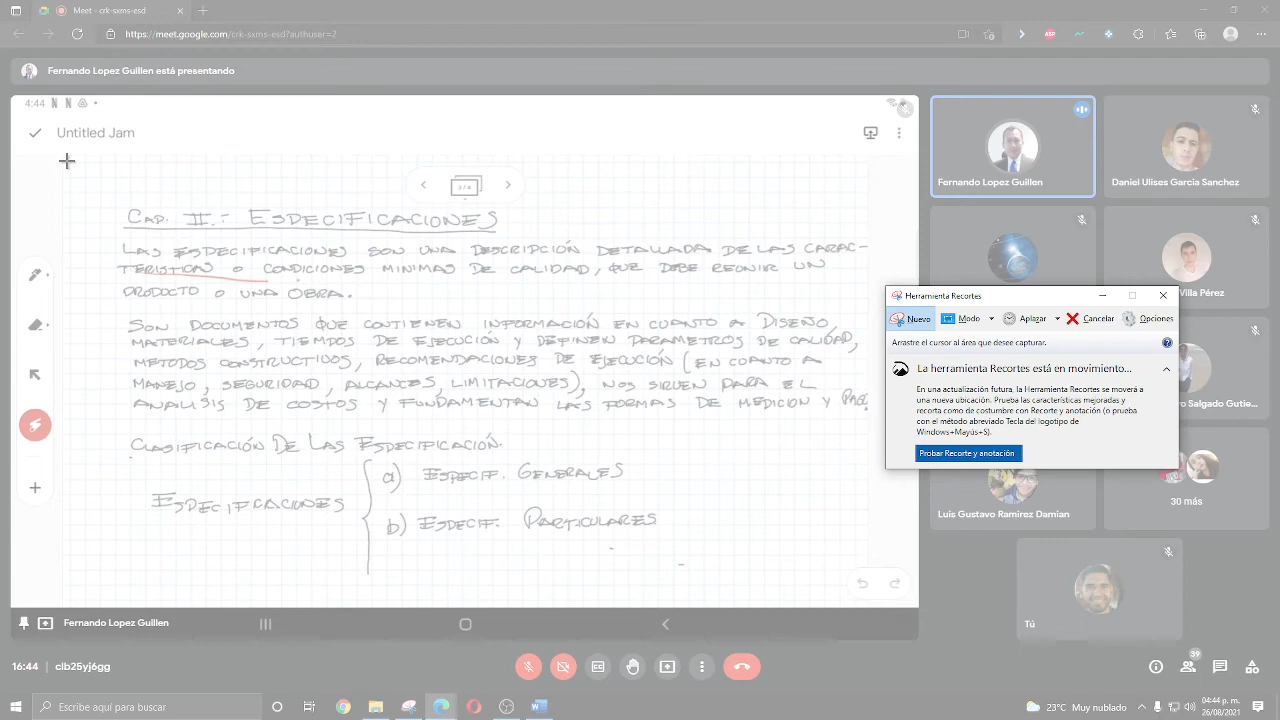 Meet - crk-sxms-esd
https://meet.google.com/crk-sxms-esd?authuser=2
ABP
Fernando Lopez Guillen está presentando
4:44
Untitled Jam
3/4
CAP. II.: ESPECIFICACIONES
LAS ESPECIFICACIONES SON UNA DESCRIPCIÓN DETALLADA DE LAS CARAC-
TERISTICAS O CONDICIONES MINIMAS DE CALIDAD, QUE DEBE REUNIR UN
PRODUCTO O UNA OBRA.
SON DOCUMENTOS QUE CONTIENEN INFORMACIÓN EN CUANTO A DISEÑO,
MATERIALES, TIEMPOS DE EJECUCIÓN Y DEFINEN PARAMETROS DE CALIDAD,
METODOS CONSTRUCTIVOS, RECOMENDACIONES DE EJECUCIÓN (EN CUANTO A
MANEJO, SEGURIDAD, ALCANCES, LIMITACIONES), NOS SIRVEN PARA EL
ANALISIS DE COSTOS Y FUNDAMENTAN LAS FORMAS DE MEDICION Y PAG
CLASIFICACIÓN DE LAS ESPECIFICACIÓN.
ESPECIFICACIONES
a) ESPECIF. GENERALES
b) ESPECIF. PARTICULARES
Fernando Lopez Guillen
Fernando Lopez Guillen
Daniel Ulises Garcia Sanchez
Villa Pérez
ro Salgado Gutie...
Luis Gustavo Ramirez Damian
30 más
Tú
Herramienta Recortes
Nuevo Modo Aplazar Cancelar Opciones
Arrastre el cursor al área que desee capturar.
La herramienta Recortes está en movimiento...
En una actualización futura, la Herramienta Recortes se moverá a
una nueva ubicación. Prueba las características mejoradas y
recorta como de costumbre con Recorte y anotación (o prueba
con el método abreviado Tecla del logotipo de
Windows+Mayús+S).
Probar Recorte y anotación
16:44 clb25yj6gg
39
Escribe aquí para buscar
23°C Muy nublado
04:44 p. m.
26/08/2021